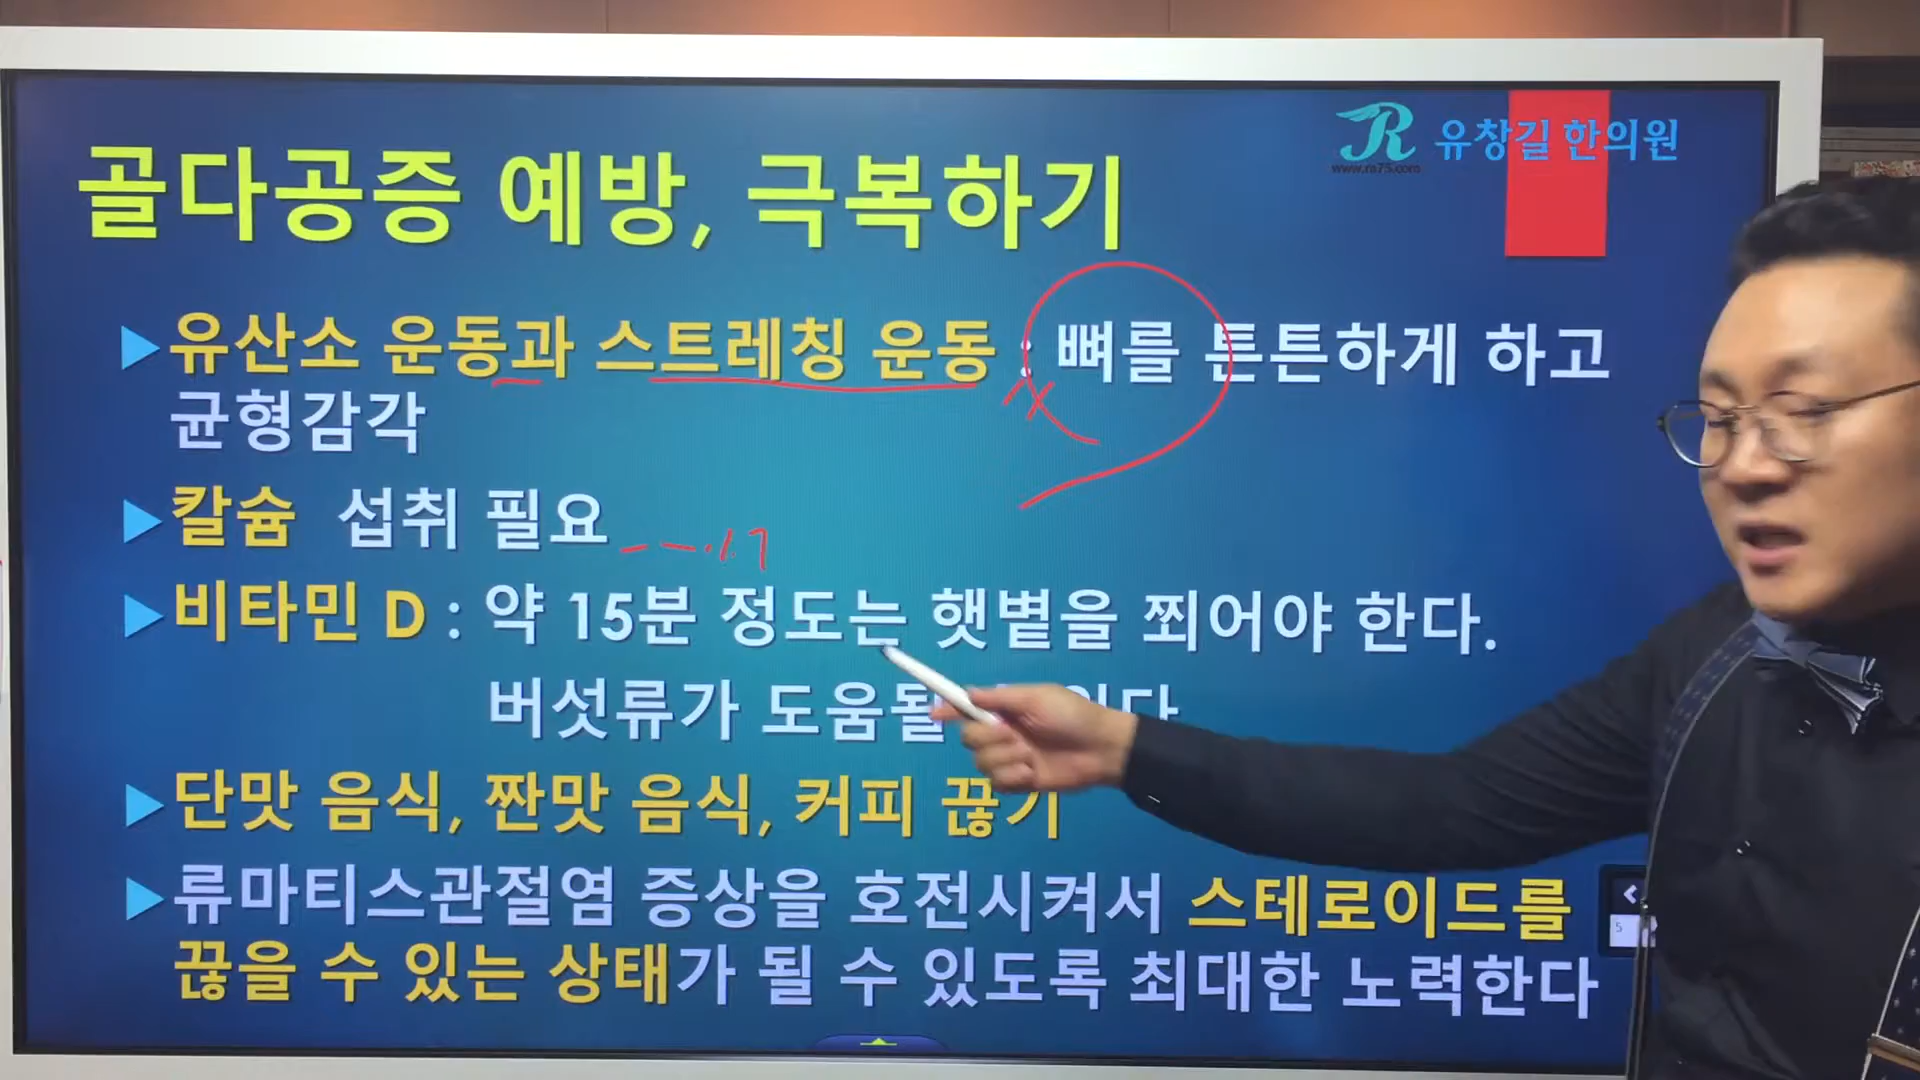 유창길 한의원
www.ra75.com
골다공증 예방, 극복하기
유산소 운동과 스트레칭 운동 : 뼈를 튼튼하게 하고
균형감각
칼슘 섭취 필요
비타민 D : 약 15분 정도는 햇볕을 쬐어야 한다.
버섯류가 도움될
단맛 음식, 짠맛 음식, 커피 끊기
류마티스관절염 증상을 호전시켜서 스테로이드를
끊을 수 있는 상태가 될 수 있도록 최대한 노력한다
5